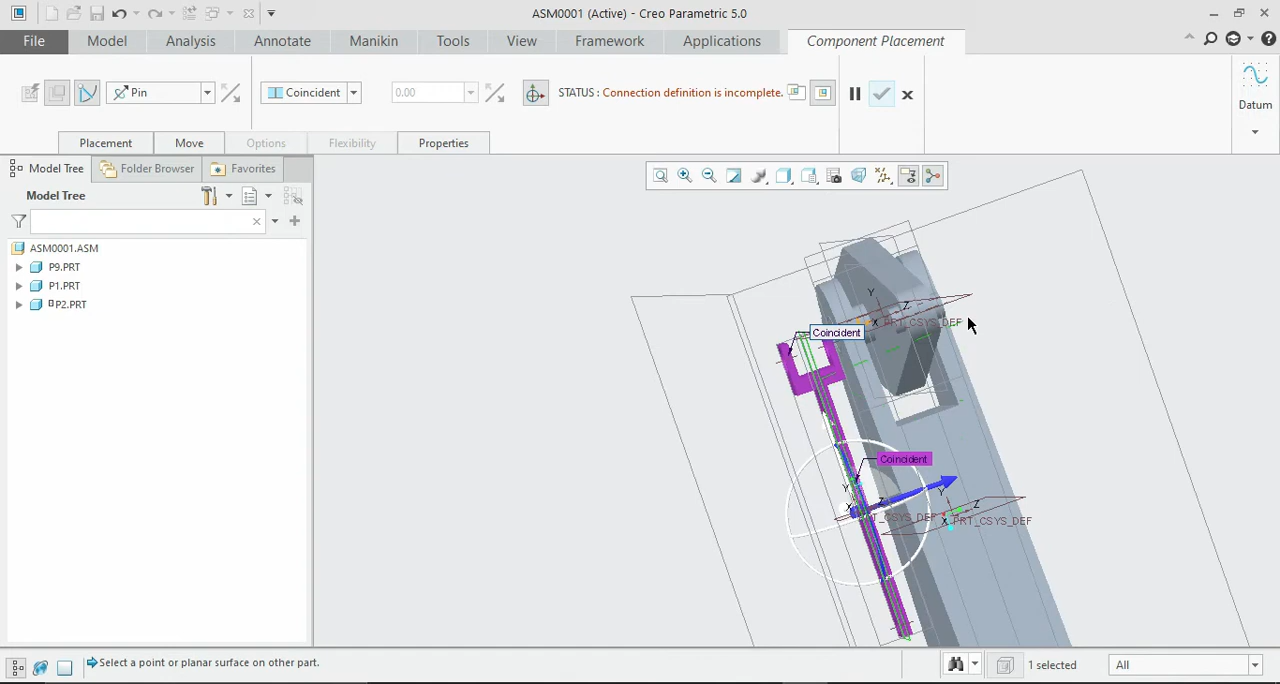 ASM0001 (Active) - Creo Parametric 5.0
File Model Analysis Annotate Manikin Tools View Framework Applications Component Placement
Pin Coincident 0.00 STATUS : Connection definition is incomplete. Datum
Placement Move Options Flexibility Properties
Model Tree Folder Browser Favorites
Model Tree
ASM0001.ASM
P9.PRT
P1.PRT
P2.PRT
Y
Z
X PRT_CSYS_DEF
Coincident
Coincident
Y Z
X
Y Z
X PRT_CSYS_DEF
Select a point or planar surface on other part. 1 selected All